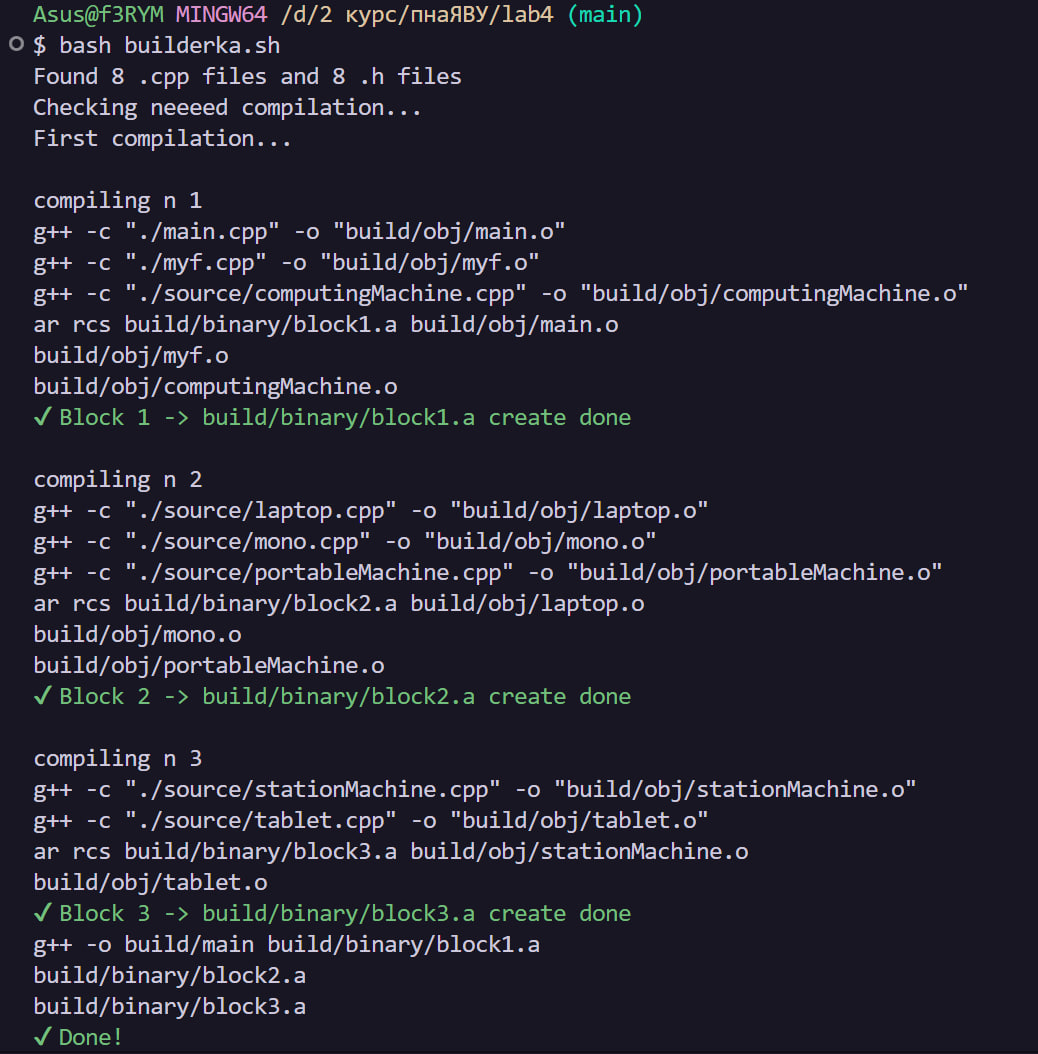 Asus@f3RYM MINGW64 /d/2 курс/пнаЯВУ/lab4 (main)
$ bash builderka.sh
Found 8 .cpp files and 8 .h files
Checking neeeed compilation...
First compilation...
compiling n 1
g++ -c "./main.cpp" -o "build/obj/main.o"
g++ -c "./myf.cpp" -o "build/obj/myf.o"
g++ -c "./source/computingMachine.cpp" -o "build/obj/computingMachine.o"
ar rcs build/binary/block1.a build/obj/main.o
build/obj/myf.o
build/obj/computingMachine.o
✓ Block 1 -> build/binary/block1.a create done
compiling n 2
g++ -c "./source/laptop.cpp" -o "build/obj/laptop.o"
g++ -c "./source/mono.cpp" -o "build/obj/mono.o"
g++ -c "./source/portableMachine.cpp" -o "build/obj/portableMachine.o"
ar rcs build/binary/block2.a build/obj/laptop.o
build/obj/mono.o
build/obj/portableMachine.o
✓ Block 2 -> build/binary/block2.a create done
compiling n 3
g++ -c "./source/stationMachine.cpp" -o "build/obj/stationMachine.o"
g++ -c "./source/tablet.cpp" -o "build/obj/tablet.o"
ar rcs build/binary/block3.a build/obj/stationMachine.o
build/obj/tablet.o
✓ Block 3 -> build/binary/block3.a create done
g++ -o build/main build/binary/block1.a
build/binary/block2.a
build/binary/block3.a
✓ Done!